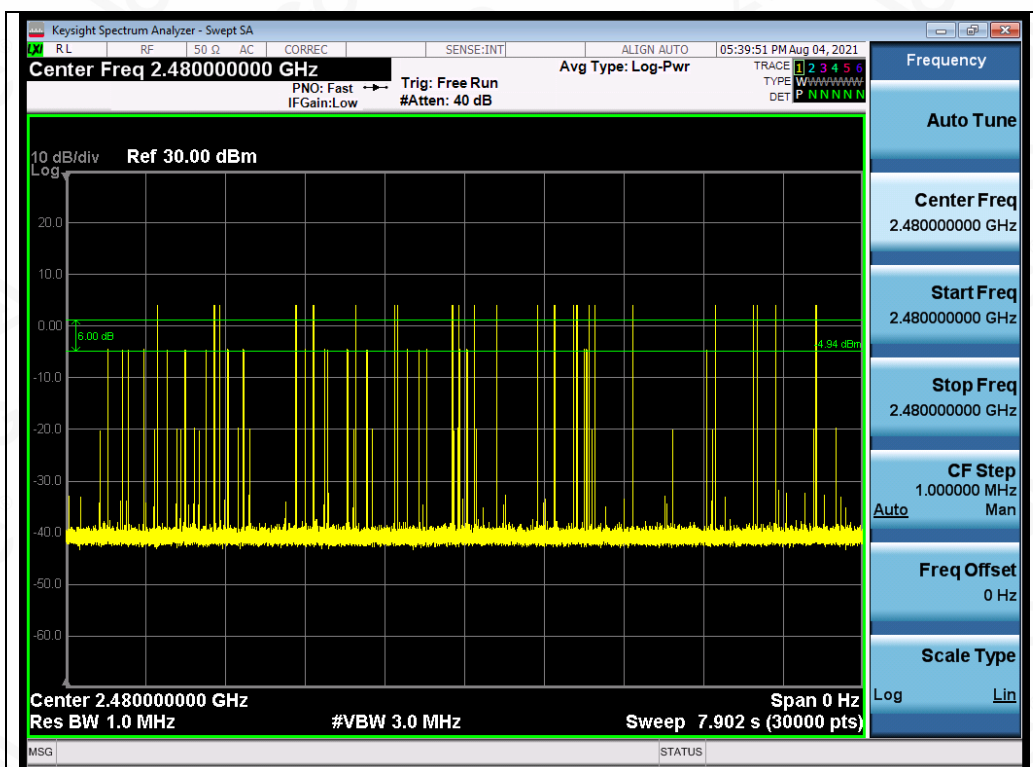 Keysight Spectrum Analyzer - Swept SA
LXI RL RF 50 Ω AC CORREC SENSE:INT ALIGN AUTO 05:39:51 PM Aug 04, 2021
Center Freq 2.480000000 GHz
PNO: Fast
IFGain:Low
Trig: Free Run
#Atten: 40 dB
Avg Type: Log-Pwr
TRACE 1 2 3 4 5 6
TYPE WWWWWW
DET P N N N N N
10 dB/div
Log
Ref 30.00 dBm
20.0
10.0
0.00
-10.0
-20.0
-30.0
-40.0
-50.0
-60.0
6.00 dB
-4.94 dBm
Center 2.480000000 GHz
Span 0 Hz
Res BW 1.0 MHz
#VBW 3.0 MHz
Sweep 7.902 s (30000 pts)
MSG
STATUS
Frequency
Auto Tune
Center Freq
2.480000000 GHz
Start Freq
2.480000000 GHz
Stop Freq
2.480000000 GHz
CF Step
1.000000 MHz
Auto Man
Freq Offset
0 Hz
Scale Type
Log Lin